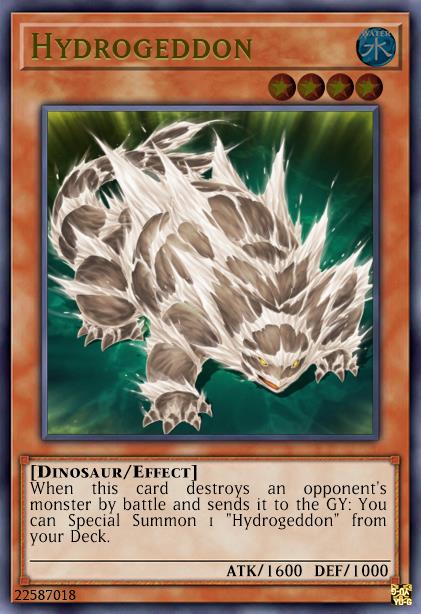 HYDROGEDDON
WATER
水
[DINOSAUR/EFFECT]
When this card destroys an opponent's
monster by battle and sends it to the GY: You
can Special Summon 1 "Hydrogeddon" from
your Deck.
ATK/1600 DEF/1000
22587018